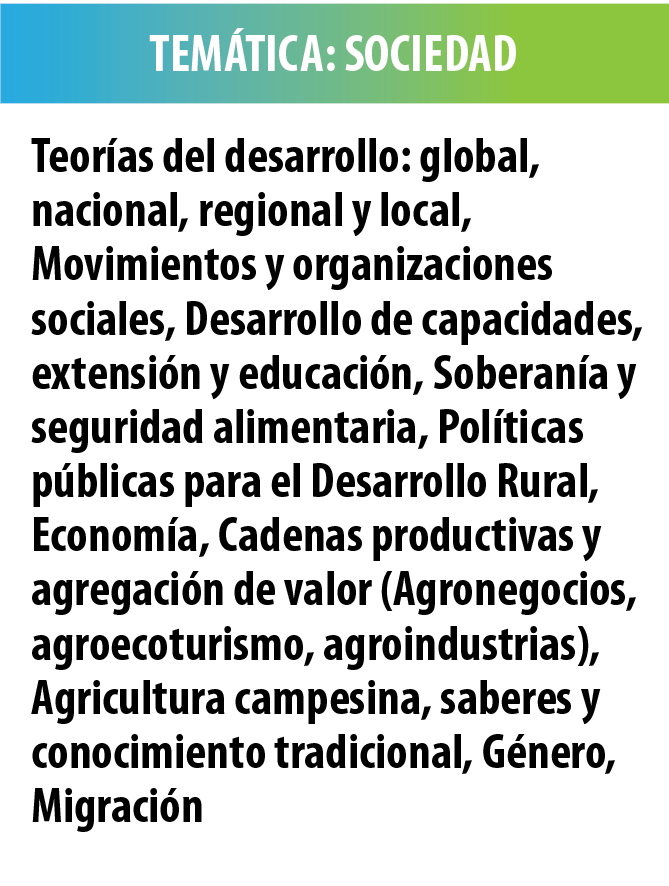 TEMÁTICA: SOCIEDAD
Teorías del desarrollo: global,
nacional, regional y local,
Movimientos y organizaciones
sociales, Desarrollo de capacidades,
extensión y educación, Soberanía y
seguridad alimentaria, Políticas
públicas para el Desarrollo Rural,
Economía, Cadenas productivas y
agregación de valor (Agronegocios,
agroecoturismo, agroindustrias),
Agricultura campesina, saberes y
conocimiento tradicional, Género,
Migración